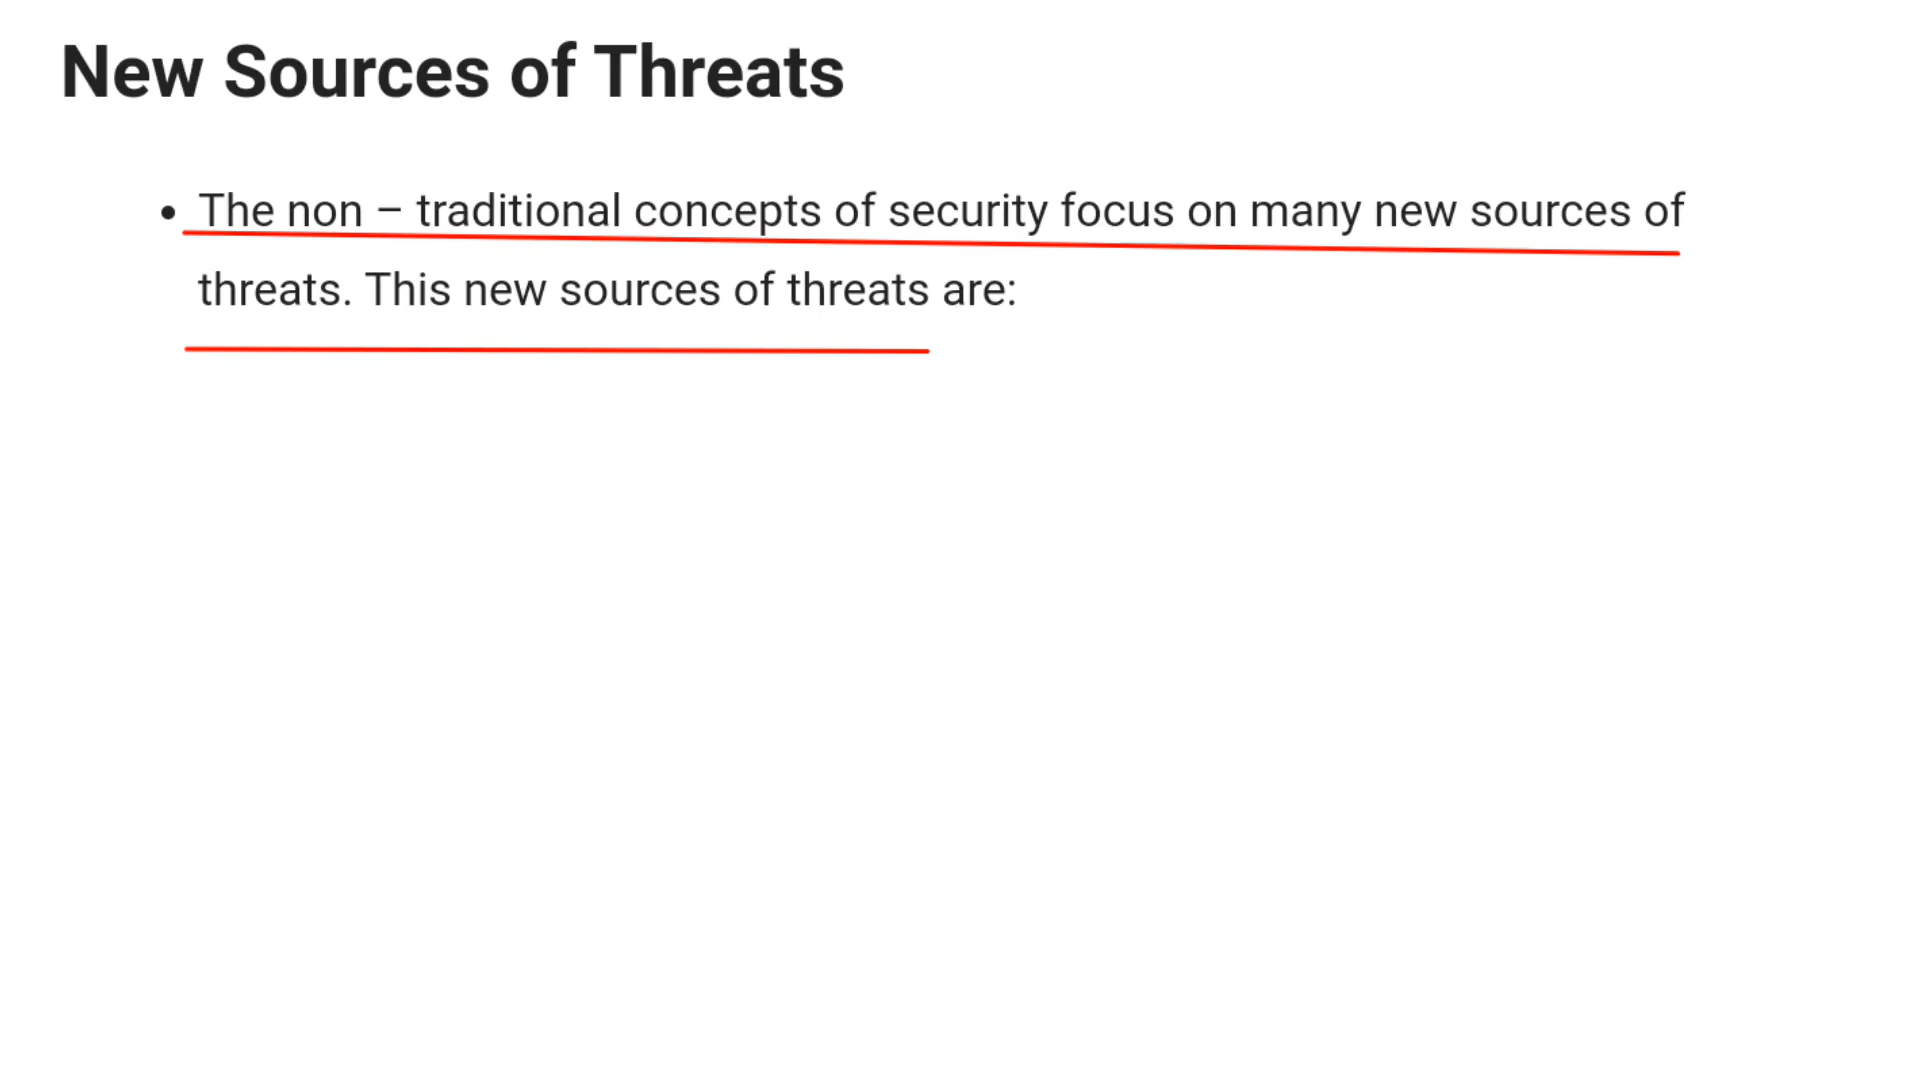 New Sources of Threats
• The non – traditional concepts of security focus on many new sources of
threats. This new sources of threats are: